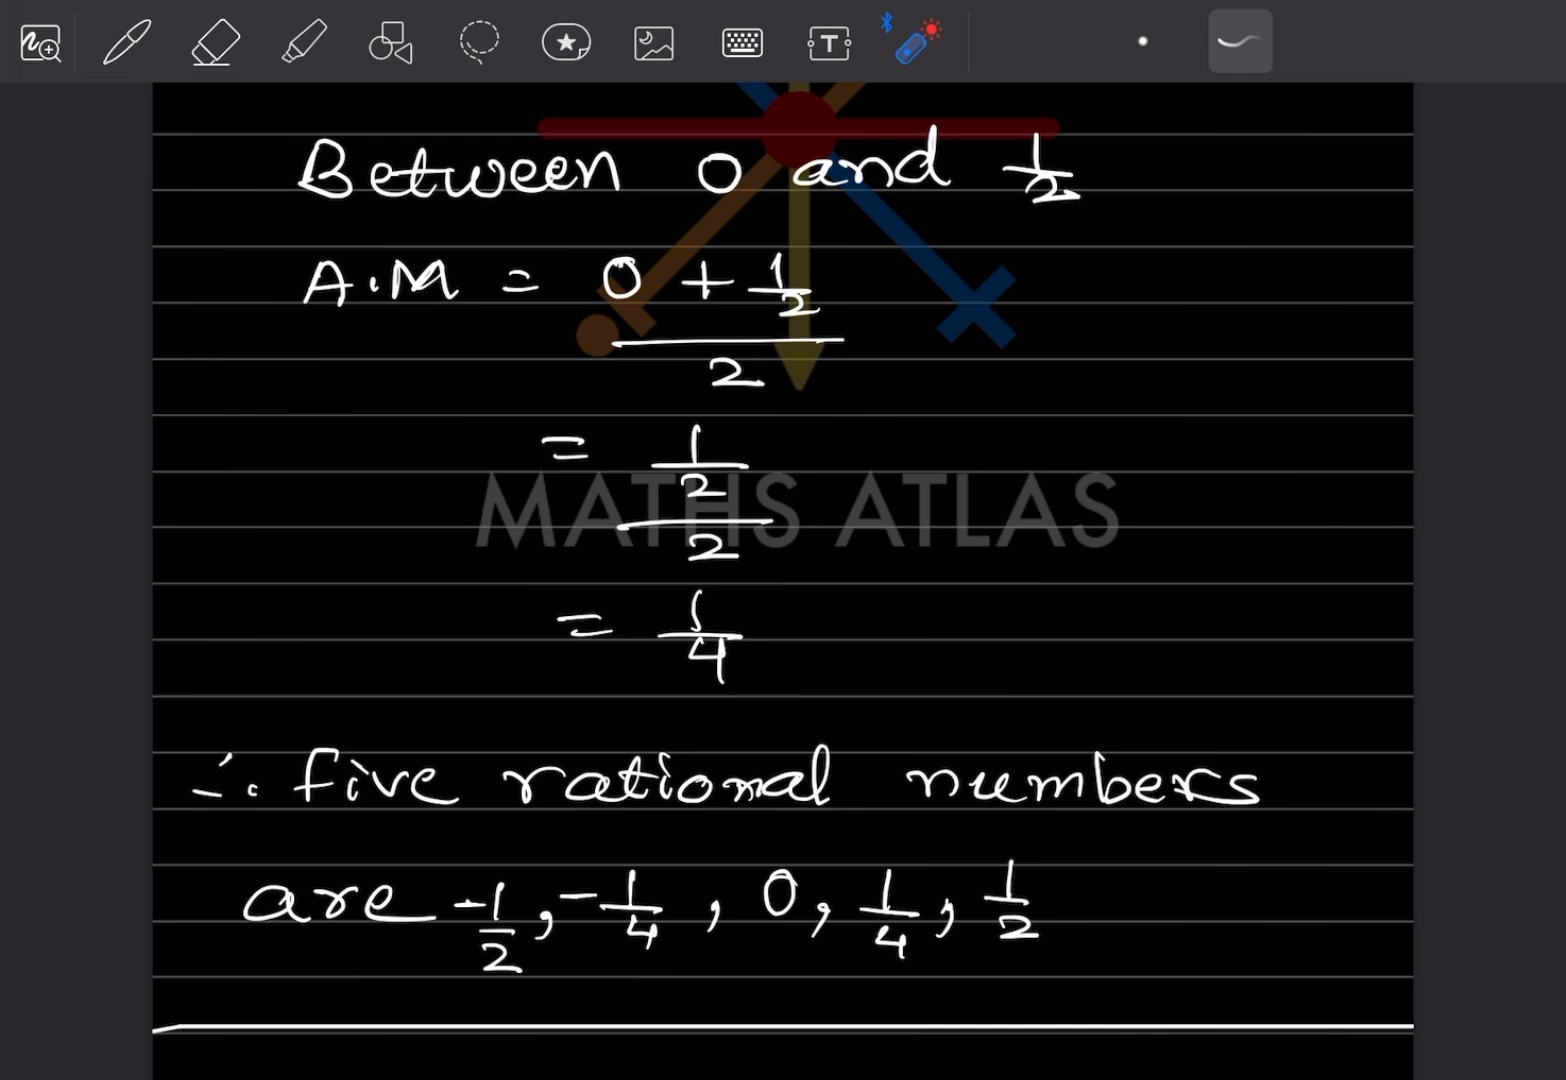 Between 0 and 1/2
A.M = 0 + 1/2
2
= 1/2
2
MATHS ATLAS
= 1/4
∴ five rational numbers
are -1/2, -1/4, 0, 1/4, 1/2